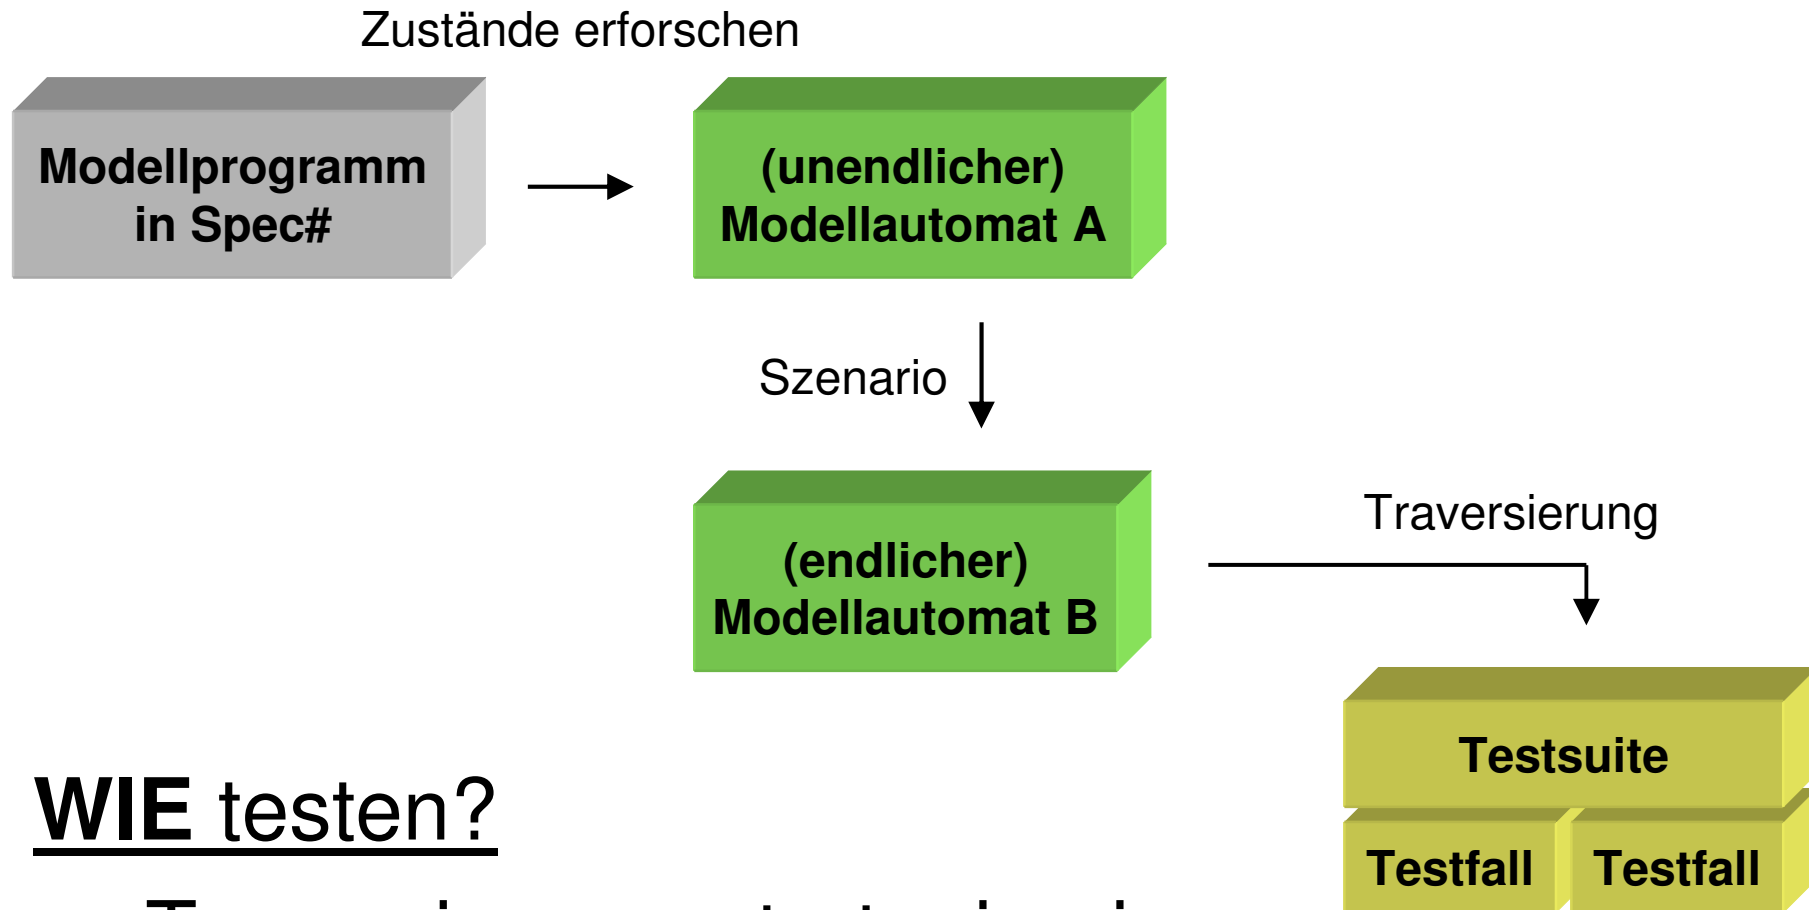 Zustände erforschen
Modellprogramm
in Spec#
(unendlicher)
Modellautomat A
Szenario
(endlicher)
Modellautomat B
Traversierung
Testsuite
Testfall
Testfall
WIE testen?